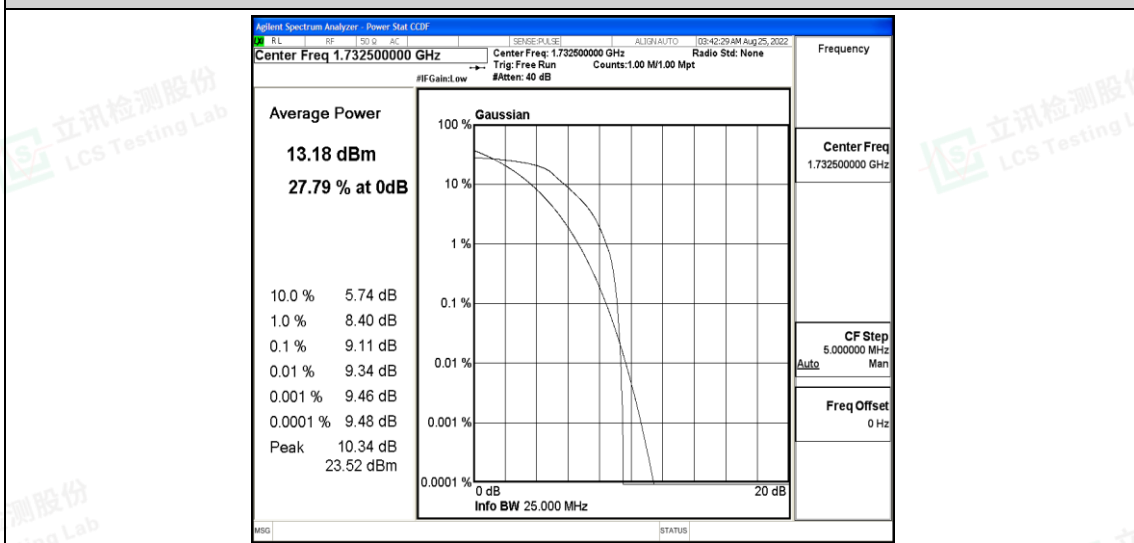 Agilent Spectrum Analyzer - Power Stat CCDF
RL RF 50 Ω AC SENSE:PULSE ALIGN AUTO 03:42:29 AM Aug 25, 2022
Center Freq 1.732500000 GHz
Center Freq: 1.732500000 GHz Radio Std: None
Trig: Free Run Counts:1.00 M/1.00 Mpt
#IFGain:Low #Atten: 40 dB
Frequency
Center Freq
1.732500000 GHz
CF Step
5.000000 MHz
Auto Man
Freq Offset
0 Hz
Average Power
13.18 dBm
27.79 % at 0dB
10.0 % 5.74 dB
1.0 % 8.40 dB
0.1 % 9.11 dB
0.01 % 9.34 dB
0.001 % 9.46 dB
0.0001 % 9.48 dB
Peak 10.34 dB
23.52 dBm
Gaussian
100 %
10 %
1 %
0.1 %
0.01 %
0.001 %
0.0001 %
0 dB 20 dB
Info BW 25.000 MHz
MSG STATUS
立讯检测股份
LCS Testing Lab
立讯检测股份
LCS Testing L